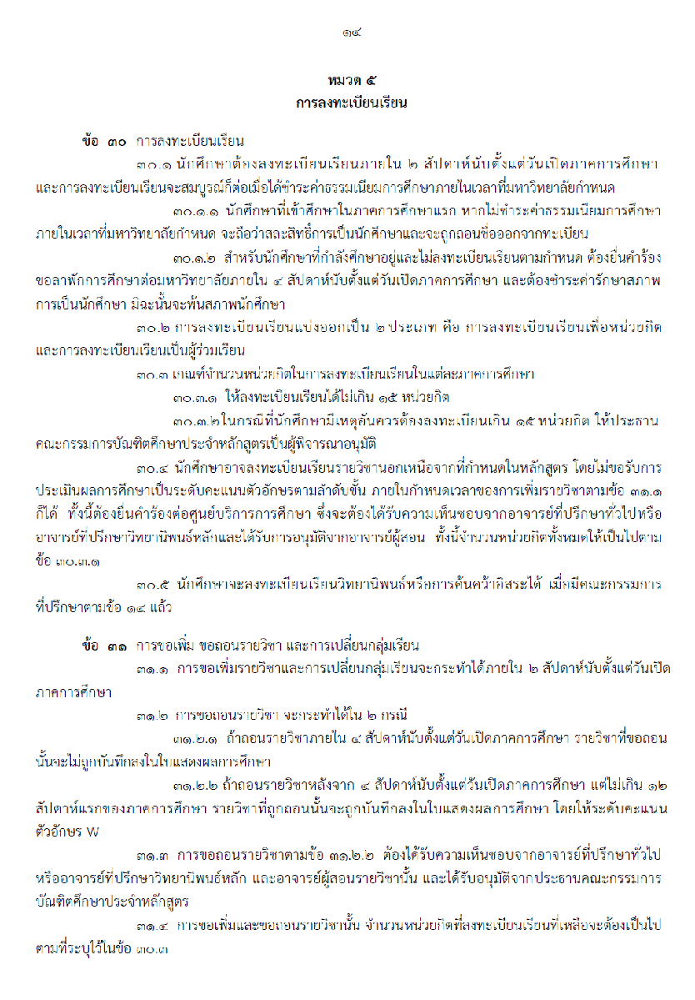 ๑๔
หมวด ๕
การลงทะเบียนเรียน
ข้อ ๓๐ การลงทะเบียนเรียน
๓๐.๑ นักศึกษาต้องลงทะเบียนเรียนภายใน ๒ สัปดาห์นับตั้งแต่วันเปิดภาคการศึกษา
และการลงทะเบียนเรียนจะสมบูรณ์ก็ต่อเมื่อได้ชำระค่าธรรมเนียมการศึกษาภายในเวลาที่มหาวิทยาลัยกำหนด
๓๐.๑.๑ นักศึกษาที่เข้าศึกษาในภาคการศึกษาแรก หากไม่ชำระค่าธรรมเนียมการศึกษา
ภายในเวลาที่มหาวิทยาลัยกำหนด จะถือว่าสละสิทธิ์การเป็นนักศึกษาและจะถูกถอนชื่อออกจากทะเบียน
๓๐.๑.๒ สำหรับนักศึกษาที่กำลังศึกษาอยู่และไม่ลงทะเบียนเรียนตามกำหนด ต้องยื่นคำร้อง
ขอลาพักการศึกษาต่อมหาวิทยาลัยภายใน ๔ สัปดาห์นับตั้งแต่วันเปิดภาคการศึกษา และต้องชำระค่ารักษาสภาพ
การเป็นนักศึกษา มิฉะนั้นจะพ้นสภาพนักศึกษา
๓๐.๒ การลงทะเบียนเรียนแบ่งออกเป็น ๒ ประเภท คือ การลงทะเบียนเรียนเพื่อหน่วยกิต
และการลงทะเบียนเรียนเป็นผู้ร่วมเรียน
๓๐.๓ เกณฑ์จำนวนหน่วยกิตในการลงทะเบียนเรียนในแต่ละภาคการศึกษา
๓๐.๓.๑ ให้ลงทะเบียนเรียนได้ไม่เกิน ๑๕ หน่วยกิต
๓๐.๓.๒ ในกรณีที่นักศึกษามีเหตุอันควรต้องลงทะเบียนเกิน ๑๕ หน่วยกิต ให้ประธาน
คณะกรรมการบัณฑิตศึกษาประจำหลักสูตรเป็นผู้พิจารณาอนุมัติ
๓๐.๔ นักศึกษาอาจลงทะเบียนเรียนรายวิชานอกเหนือจากที่กำหนดในหลักสูตร โดยไม่ขอรับการ
ประเมินผลการศึกษาเป็นระดับคะแนนตัวอักษรตามลำดับขั้น ภายในกำหนดเวลาของการเพิ่มรายวิชาตามข้อ ๓๑.๑
ก็ได้ ทั้งนี้ต้องยื่นคำร้องต่อศูนย์บริการการศึกษา ซึ่งจะต้องได้รับความเห็นชอบจากอาจารย์ที่ปรึกษาทั่วไปหรือ
อาจารย์ที่ปรึกษาวิทยานิพนธ์หลักและได้รับการอนุมัติจากอาจารย์ผู้สอน ทั้งนี้จำนวนหน่วยกิตทั้งหมดให้เป็นไปตาม
ข้อ ๓๐.๓.๑
๓๐.๕ นักศึกษาจะลงทะเบียนเรียนวิทยานิพนธ์หรือการค้นคว้าอิสระได้ เมื่อมีคณะกรรมการ
ที่ปรึกษาตามข้อ ๑๔ แล้ว
ข้อ ๓๑ การขอเพิ่ม ขอถอนรายวิชา และการเปลี่ยนกลุ่มเรียน
๓๑.๑ การขอเพิ่มรายวิชาและการเปลี่ยนกลุ่มเรียนจะกระทำได้ภายใน ๒ สัปดาห์นับตั้งแต่วันเปิด
ภาคการศึกษา
๓๑.๒ การขอถอนรายวิชา จะกระทำได้ใน ๒ กรณี
๓๑.๒.๑ ถ้าถอนรายวิชาภายใน ๔ สัปดาห์นับตั้งแต่วันเปิดภาคการศึกษา รายวิชาที่ขอถอน
นั้นจะไม่ถูกบันทึกลงในใบแสดงผลการศึกษา
๓๑.๒.๒ ถ้าถอนรายวิชาหลังจาก ๔ สัปดาห์นับตั้งแต่วันเปิดภาคการศึกษา แต่ไม่เกิน ๑๒
สัปดาห์แรกของภาคการศึกษา รายวิชาที่ถูกถอนนั้นจะถูกบันทึกลงในใบแสดงผลการศึกษา โดยให้ระดับคะแนน
ตัวอักษร W
๓๑.๓ การขอถอนรายวิชาตามข้อ ๓๑.๒.๒ ต้องได้รับความเห็นชอบจากอาจารย์ที่ปรึกษาทั่วไป
หรืออาจารย์ที่ปรึกษาวิทยานิพนธ์หลัก และอาจารย์ผู้สอนรายวิชานั้น และได้รับอนุมัติจากประธานคณะกรรมการ
บัณฑิตศึกษาประจำหลักสูตร
๓๑.๔ การขอเพิ่มและขอถอนรายวิชานั้น จำนวนหน่วยกิตที่ลงทะเบียนเรียนที่เหลือจะต้องเป็นไป
ตามที่ระบุไว้ในข้อ ๓๐.๓